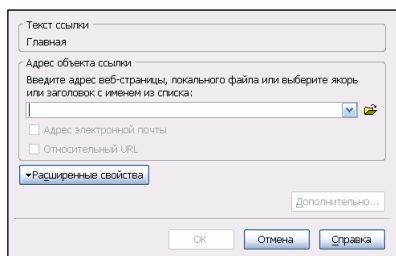 Текст ссылки
Главная
Адрес объекта ссылки
Введите адрес веб-страницы, локального файла или выберите якорь
или заголовок с именем из списка:
Адрес электронной почты
Относительный URL
Расширенные свойства
Дополнительно...
OK Отмена Справка